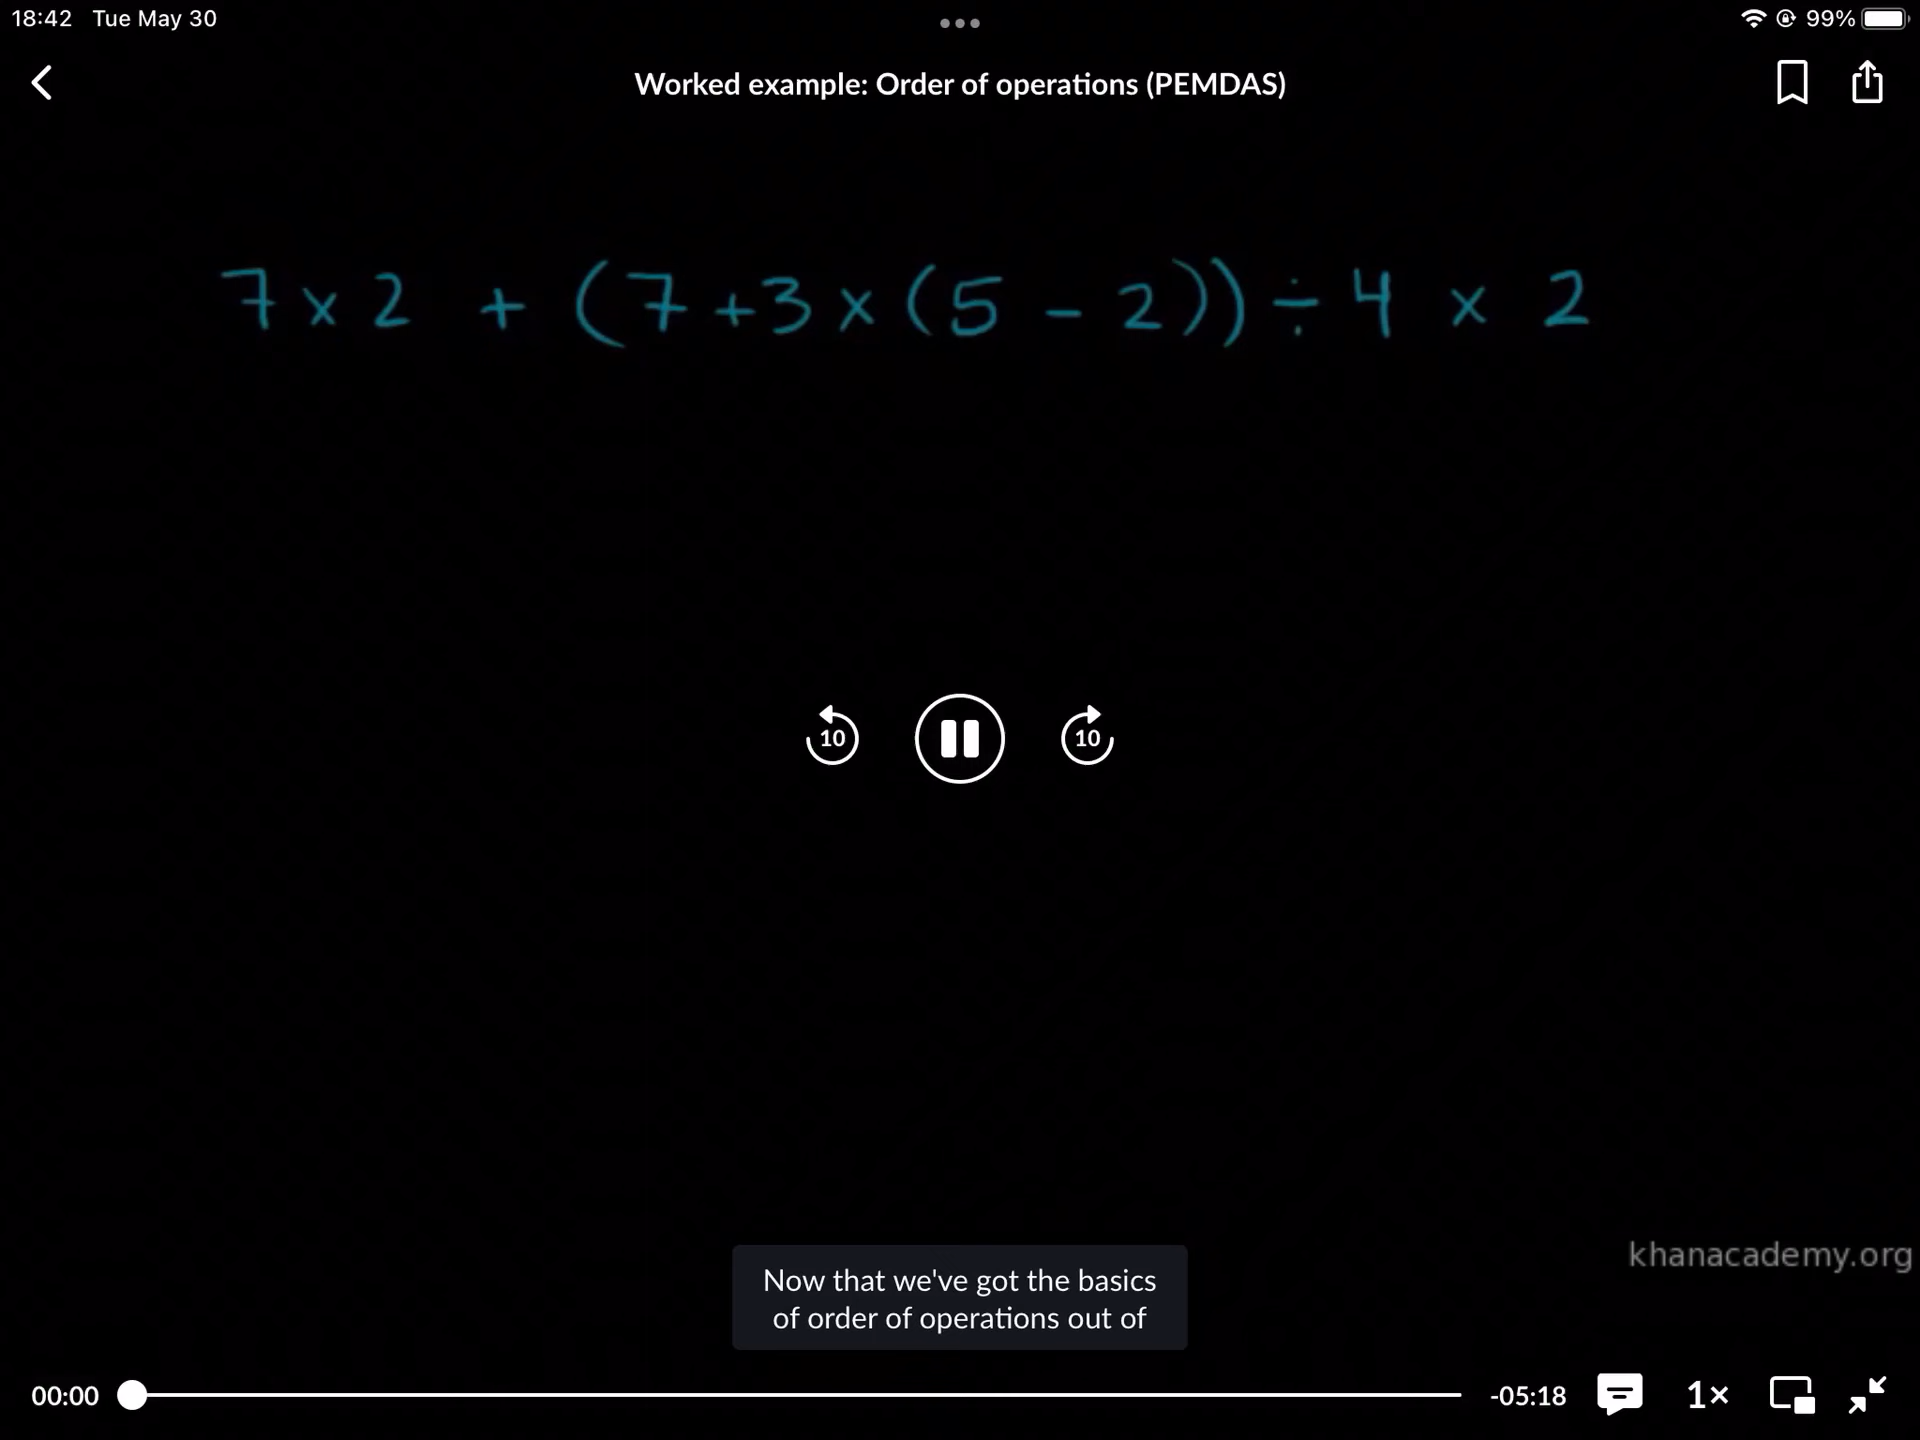 18:42 Tue May 30
99%
Worked example: Order of operations (PEMDAS)
7 × 2 + (7 + 3 × (5 - 2)) ÷ 4 × 2
10
10
khanacademy.org
Now that we've got the basics
of order of operations out of
00:00
-05:18
1×